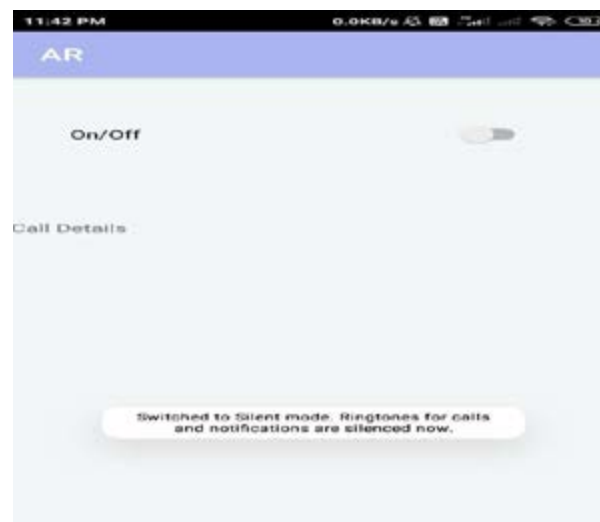 11:42 PM 0.0KB/s
AR
On/Off
Call Details
Switched to Silent mode. Ringtones for calls
and notifications are silenced now.